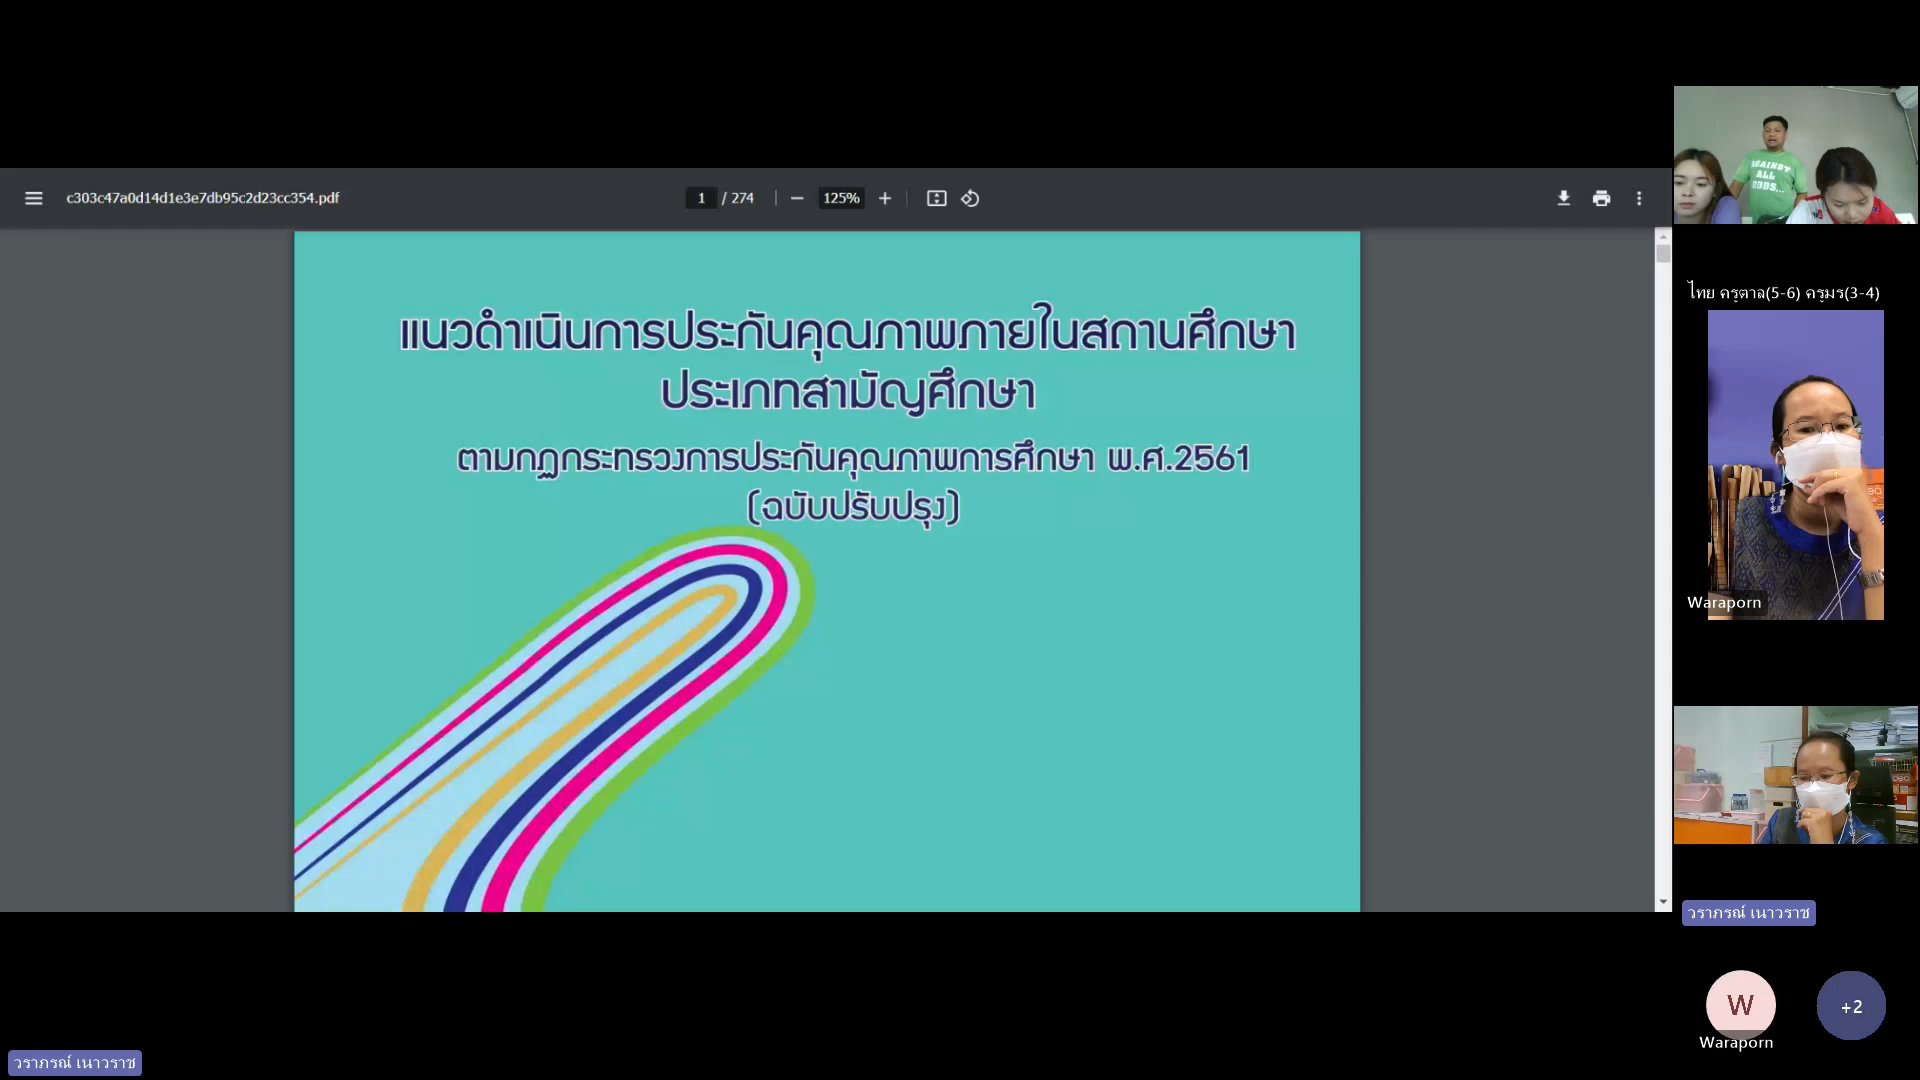 c303c47a0d14d1e3e7db95c2d23cc354.pdf
1 / 274
125%
แนวดำเนินการประกันคุณภาพภายในสถานศึกษา
ประเภทสามัญศึกษา
ตามกฎกระทรวงการประกันคุณภาพการศึกษา พ.ศ.2561
(ฉบับปรับปรุง)
AGAINST
ALL
ODDS...
ไทย ครูตาล(5-6) ครูมร(3-4)
Waraporn
วราภรณ์ เนาวราช
W
+2
Waraporn
วราภรณ์ เนาวราช